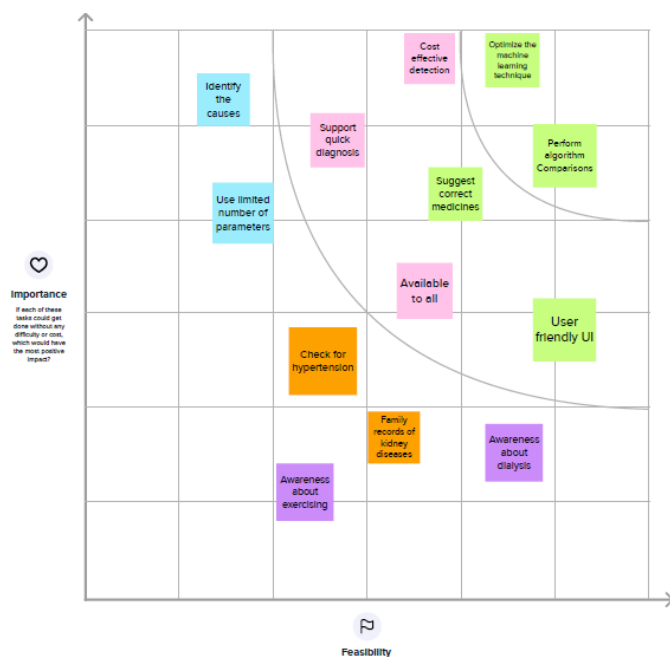 Cost
effective
detection
Optimize the
machine
learning
technique
Identify
the
causes
Support
quick
diagnosis
Perform
algorithm
Comparisons
Suggest
correct
medicines
Use limited
number of
parameters
Available
to all
Importance
If each of these
tasks could get
done without any
difficulty or cost,
which would have
the most positive
impact?
User
friendly UI
Check for
hypertension
Family
records of
kidney
diseases
Awareness
about
dialysis
Awareness
about
exercising
Feasibility